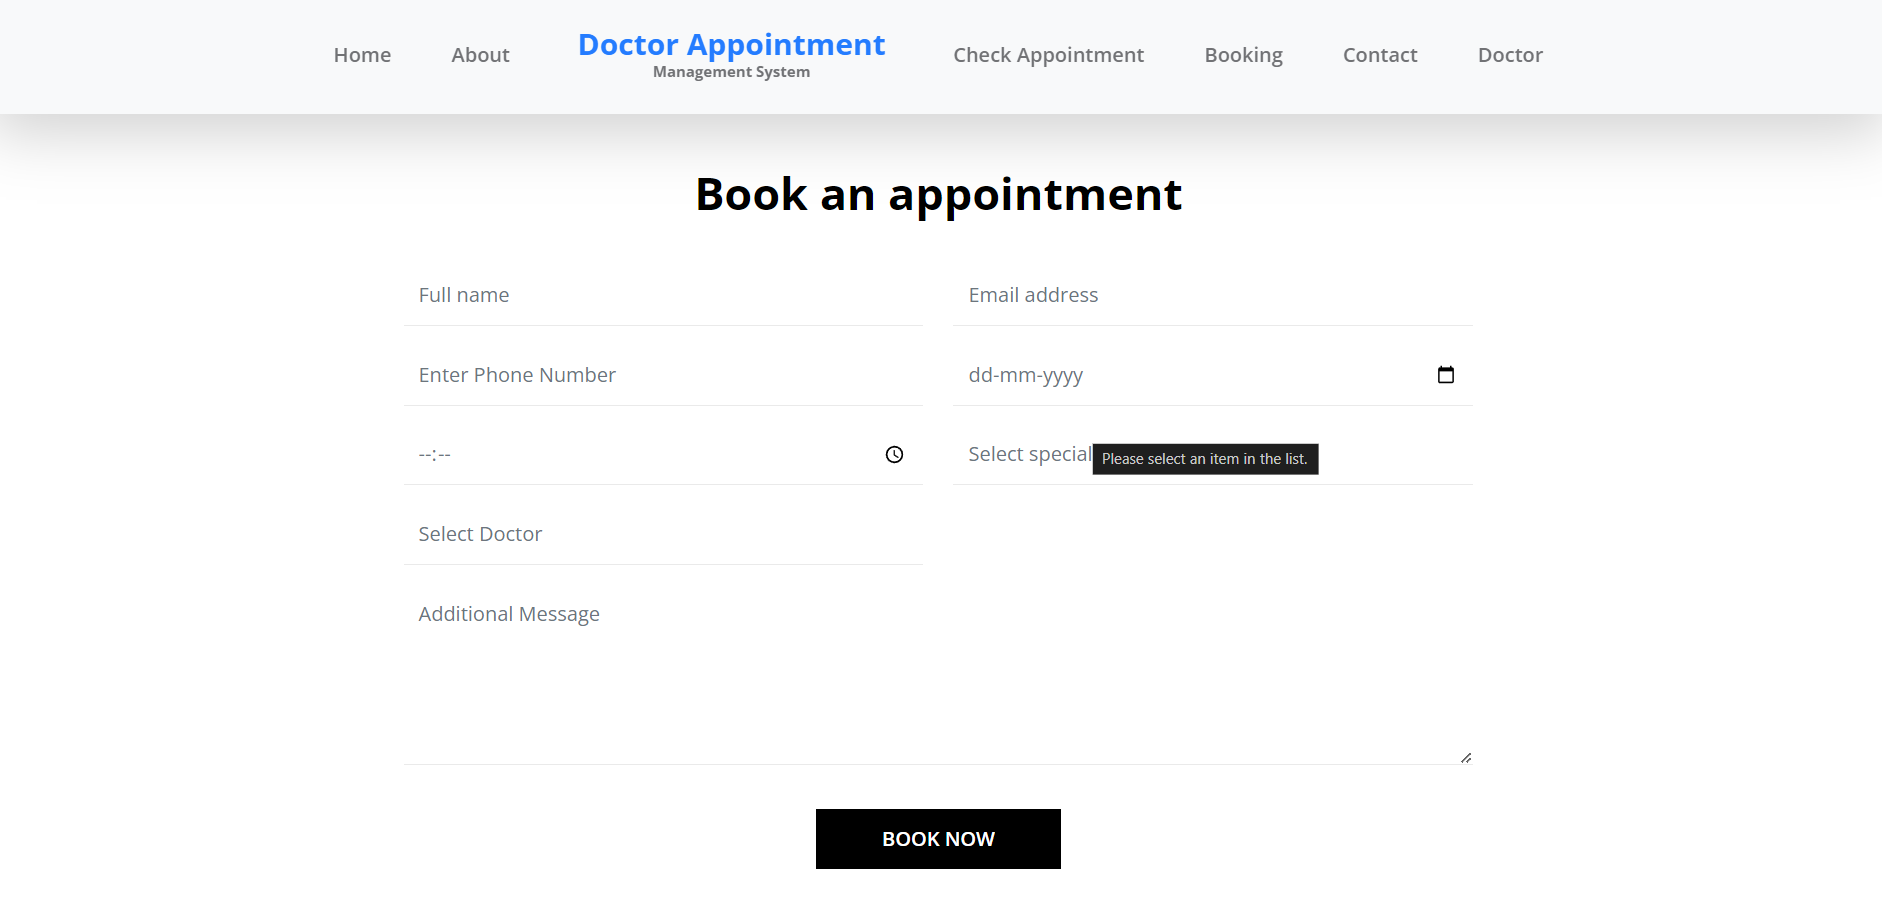 Home About Doctor Appointment Check Appointment Booking Contact Doctor
Management System
Book an appointment
Full name Email address
Enter Phone Number dd-mm-yyyy
--:-- Select special Please select an item in the list.
Select Doctor
Additional Message
BOOK NOW